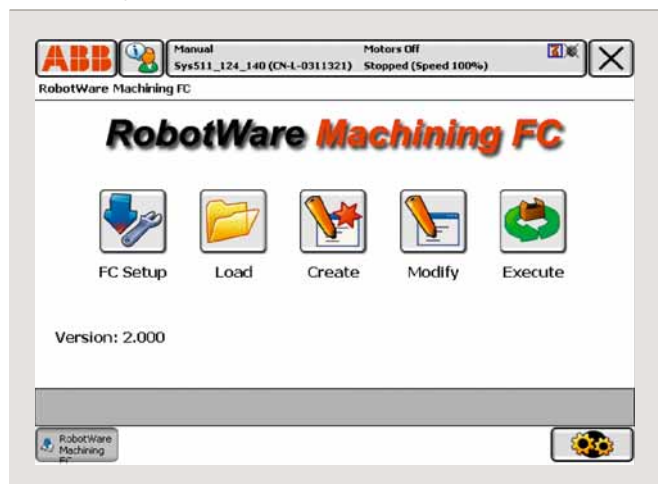 ABB
Manual
Motors Off
Sys511_124_140 (CN-L-0311321)
Stopped (Speed 100%)
RobotWare Machining FC
RobotWare Machining FC
FC Setup
Load
Create
Modify
Execute
Version: 2.000
RobotWare
Machining
FC